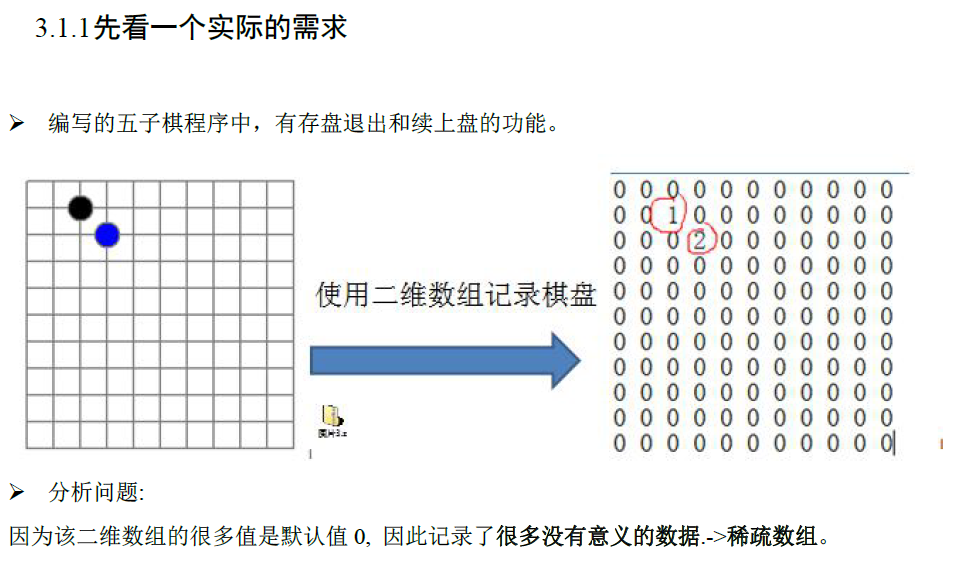 3.1.1先看一个实际的需求
➢ 编写的五子棋程序中，有存盘退出和续上盘的功能。
使用二维数组记录棋盘
0 0 0 0 0 0 0 0 0 0 0
0 0 1 0 0 0 0 0 0 0 0
0 0 0 2 0 0 0 0 0 0 0
0 0 0 0 0 0 0 0 0 0 0
0 0 0 0 0 0 0 0 0 0 0
0 0 0 0 0 0 0 0 0 0 0
0 0 0 0 0 0 0 0 0 0 0
0 0 0 0 0 0 0 0 0 0 0
0 0 0 0 0 0 0 0 0 0 0
0 0 0 0 0 0 0 0 0 0 0
0 0 0 0 0 0 0 0 0 0 0
➢ 分析问题:
因为该二维数组的很多值是默认值 0, 因此记录了很多没有意义的数据.->稀疏数组。